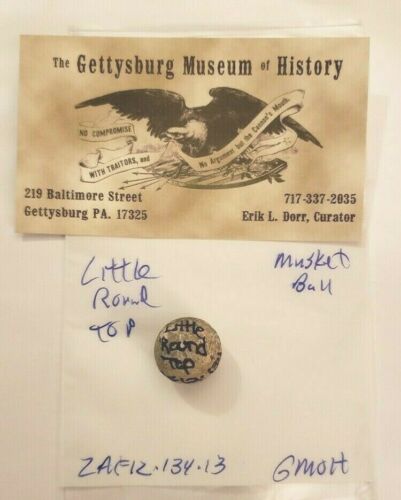 The Gettysburg Museum of History
NO COMPROMISE
WITH TRAITORS, and
No Argument but the Cannon's Mouth.
219 Baltimore Street
Gettysburg PA. 17325
717-337-2035
Erik L. Dorr, Curator
Little
Round
TOP
Musket
Ball
Little
Round
Top
ZAF12.134.13
GMOH